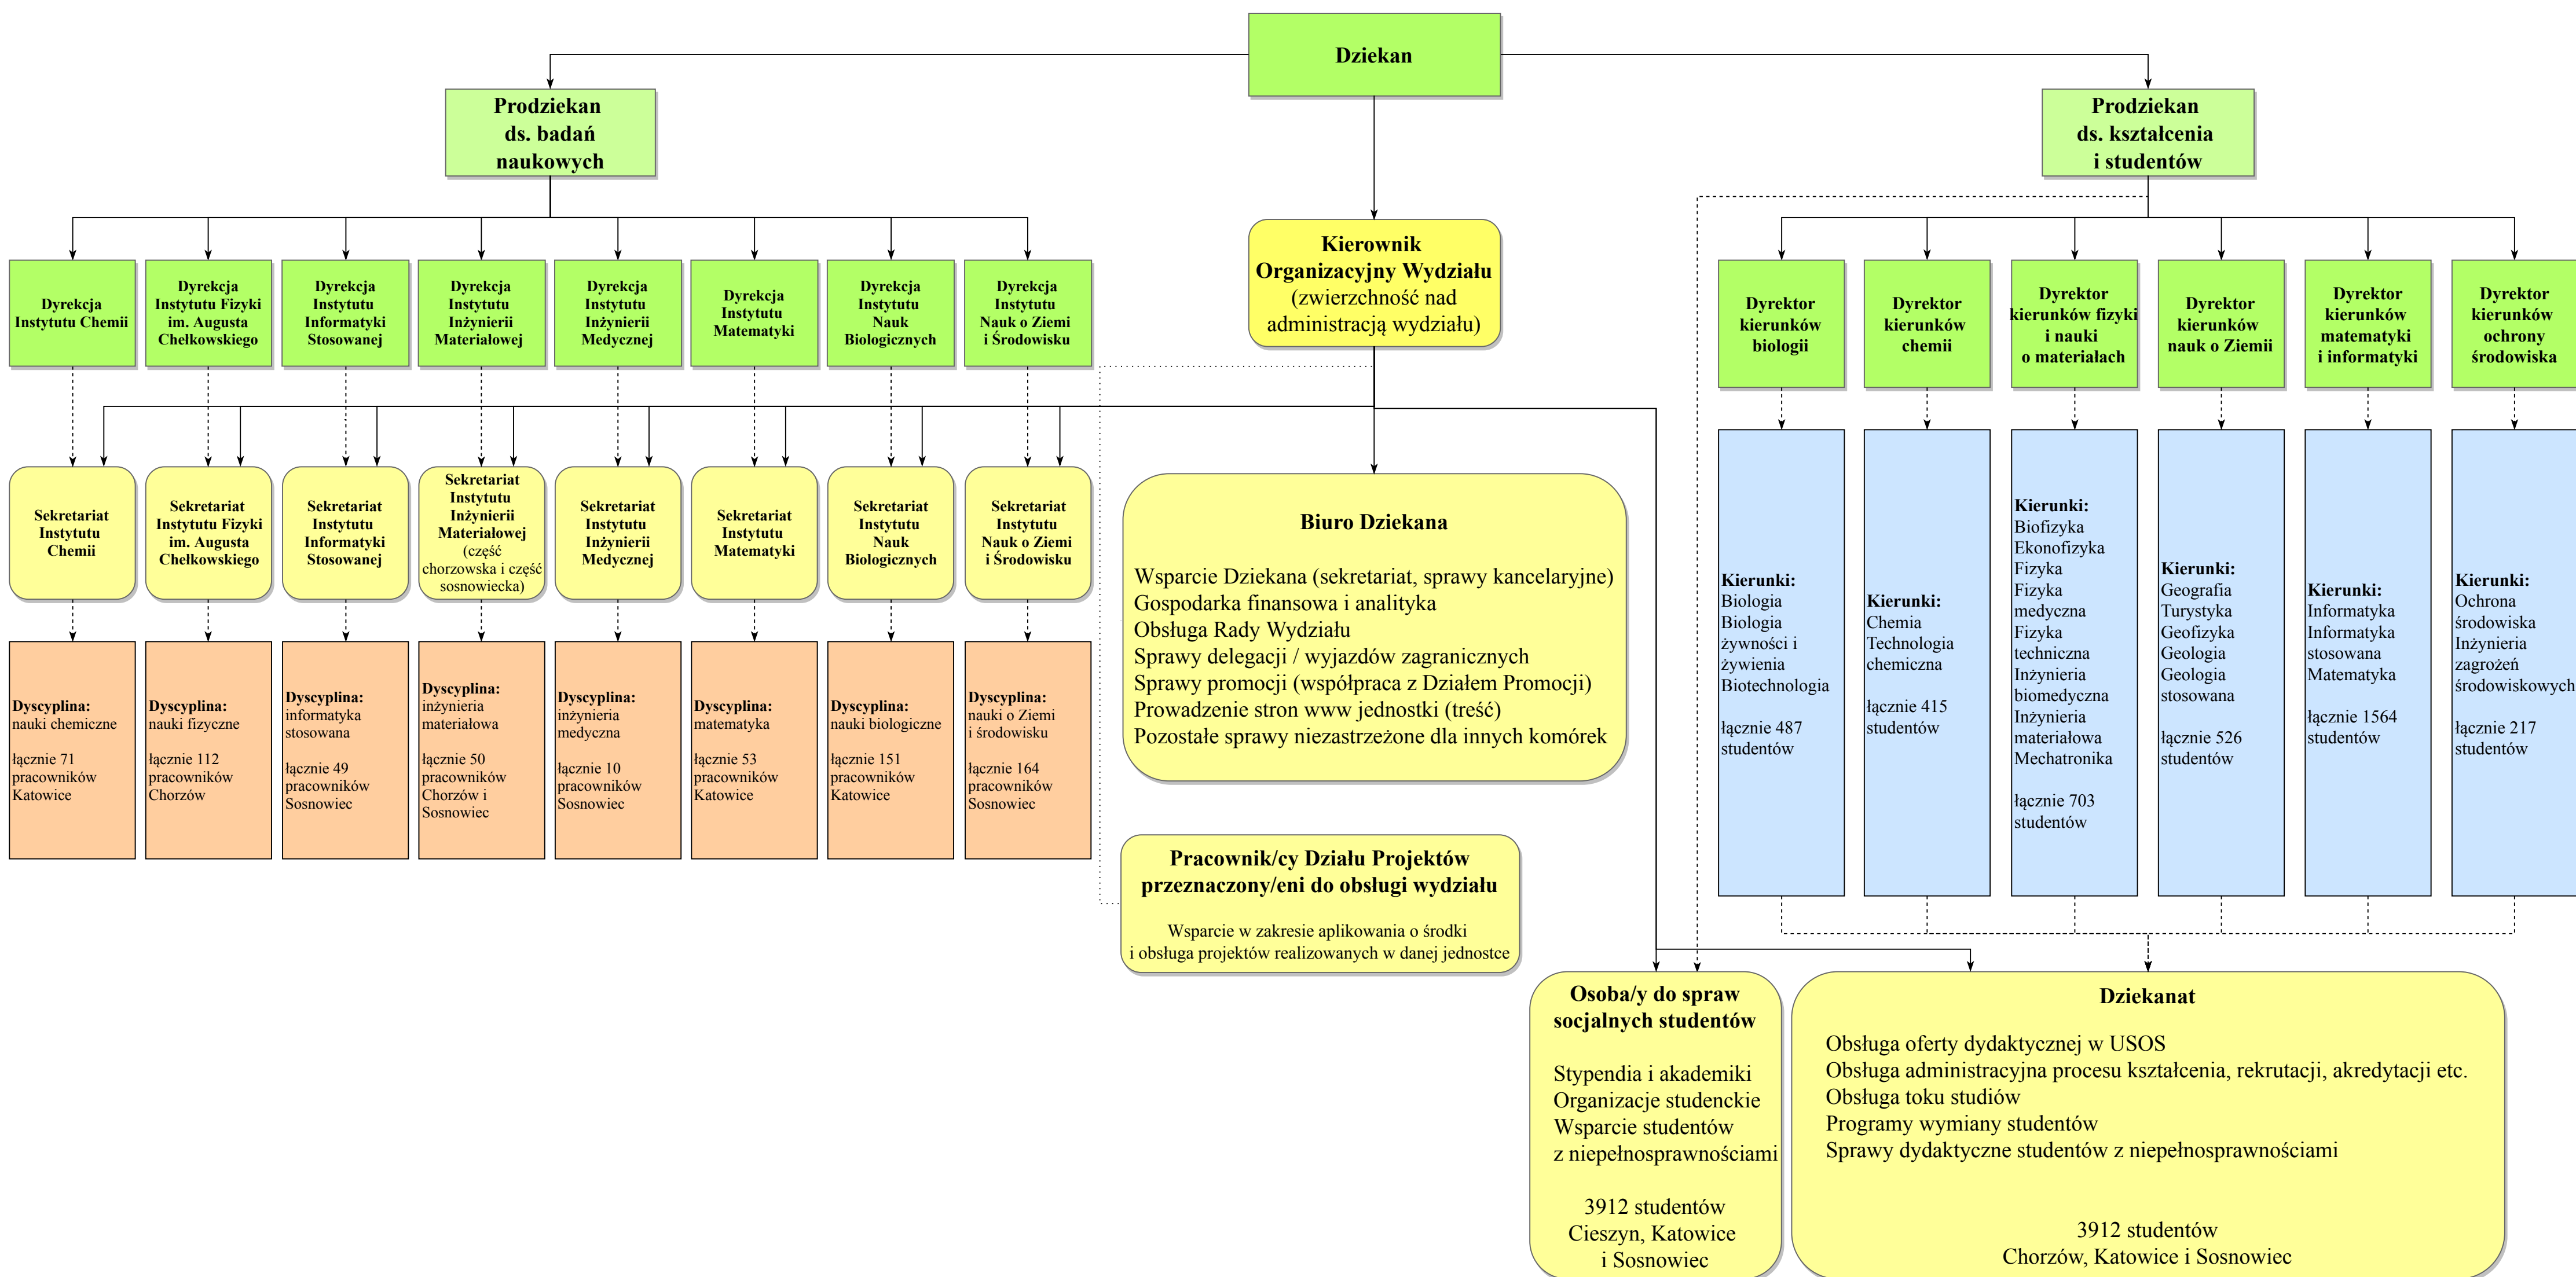 Dziekan
Prodziekan
ds. badań
naukowych
Prodziekan
ds. kształcenia
i studentów
Kierownik
Organizacyjny Wydziału
(zwierzchność nad
administracją wydziału)
Dyrekcja
Instytutu Chemii
Dyrekcja
Instytutu Fizyki
im. Augusta
Chełkowskiego
Dyrekcja
Instytutu
Informatyki
Stosowanej
Dyrekcja
Instytutu
Inżynierii
Materiałowej
Dyrekcja
Instytutu
Inżynierii
Medycznej
Dyrekcja
Instytutu
Matematyki
Dyrekcja
Instytutu
Nauk
Biologicznych
Dyrekcja
Instytutu
Nauk o Ziemi
i Środowisku
Dyrektor
kierunków
biologii
Dyrektor
kierunków
chemii
Dyrektor
kierunków fizyki
i nauki
o materiałach
Dyrektor
kierunków
nauk o Ziemii
Dyrektor
kierunków
matematyki
i informatyki
Dyrektor
kierunków
ochrony
środowiska
Sekretariat
Instytutu
Chemii
Sekretariat
Instytutu Fizyki
im. Augusta
Chełkowskiego
Sekretariat
Instytutu
Informatyki
Stosowanej
Sekretariat
Instytutu
Inżynierii
Materiałowej
(część
chorzowska i część
sosnowiecka)
Sekretariat
Instytutu
Inżynierii
Medycznej
Sekretariat
Instytutu
Matematyki
Sekretariat
Instytutu
Nauk
Biologicznych
Sekretariat
Instytutu
Nauk o Ziemi
i Środowisku
Biuro Dziekana
Wsparcie Dziekana (sekretariat, sprawy kancelaryjne)
Gospodarka finansowa i analityka
Obsługa Rady Wydziału
Sprawy delegacji / wyjazdów zagranicznych
Sprawy promocji (współpraca z Działem Promocji)
Prowadzenie stron www jednostki (treść)
Pozostałe sprawy niezastrzeżone dla innych komórek
Kierunki:
Biologia
Biologia
żywności i
żywienia
Biotechnologia
łącznie 487
studentów
Kierunki:
Chemia
Technologia
chemiczna
łącznie 415
studentów
Kierunki:
Biofizyka
Ekonofizyka
Fizyka
Fizyka
medyczna
Fizyka
techniczna
Inżynieria
biomedyczna
Inżynieria
materiałowa
Mechatronika
łącznie 703
studentów
Kierunki:
Geografia
Turystyka
Geofizyka
Geologia
Geologia
stosowana
łącznie 526
studentów
Kierunki:
Informatyka
Informatyka
stosowana
Matematyka
łącznie 1564
studentów
Kierunki:
Ochrona
środowiska
Inżynieria
zagrożeń
środowiskowych
łącznie 217
studentów
Dyscyplina:
nauki chemiczne
łącznie 71
pracowników
Katowice
Dyscyplina:
nauki fizyczne
łącznie 112
pracowników
Chorzów
Dyscyplina:
informatyka
stosowana
łącznie 49
pracowników
Sosnowiec
Dyscyplina:
inżynieria
materiałowa
łącznie 50
pracowników
Chorzów i
Sosnowiec
Dyscyplina:
inżynieria
medyczna
łącznie 10
pracowników
Sosnowiec
Dyscyplina:
matematyka
łącznie 53
pracowników
Katowice
Dyscyplina:
nauki biologiczne
łącznie 151
pracowników
Katowice
Dyscyplina:
nauki o Ziemi
i środowisku
łącznie 164
pracowników
Sosnowiec
Pracownik/cy Działu Projektów
przeznaczony/eni do obsługi wydziału
Wsparcie w zakresie aplikowania o środki
i obsługa projektów realizowanych w danej jednostce
Osoba/y do spraw
socjalnych studentów
Stypendia i akademiki
Organizacje studenckie
Wsparcie studentów
z niepełnosprawnościami
3912 studentów
Cieszyn, Katowice
i Sosnowiec
Dziekanat
Obsługa oferty dydaktycznej w USOS
Obsługa administracyjna procesu kształcenia, rekrutacji, akredytacji etc.
Obsługa toku studiów
Programy wymiany studentów
Sprawy dydaktyczne studentów z niepełnosprawnościami
3912 studentów
Chorzów, Katowice i Sosnowiec